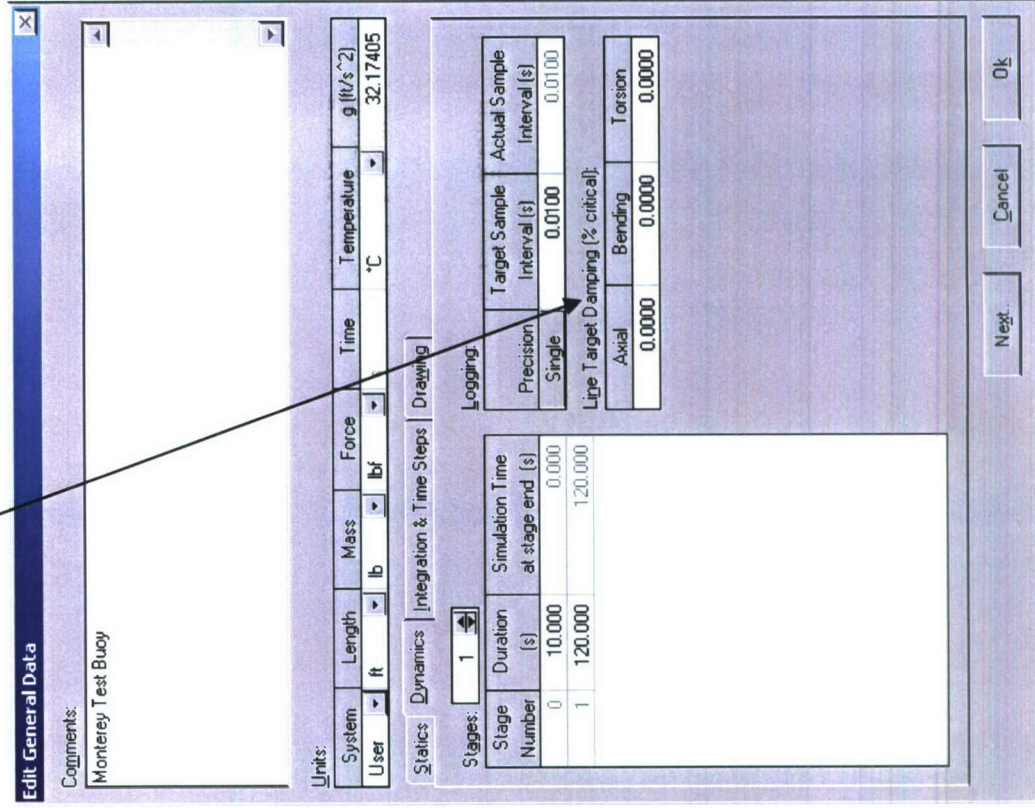 Edit General Data
Comments:
Monterey Test Buoy
Units:
System Length Mass Force Time Temperature g (ft/s^2)
User ft lb lbf °C 32.17405
Statics Dynamics Integration & Time Steps Drawing
Stages: 1
Stage Number Duration (s) Simulation Time at stage end (s)
0 10.000 0.000
1 120.000 120.000
Logging:
Precision Target Sample Interval (s) Actual Sample Interval (s)
Single 0.0100 0.0100
Line Target Damping (% critical):
Axial Bending Torsion
0.0000 0.0000 0.0000
Next... Cancel Ok